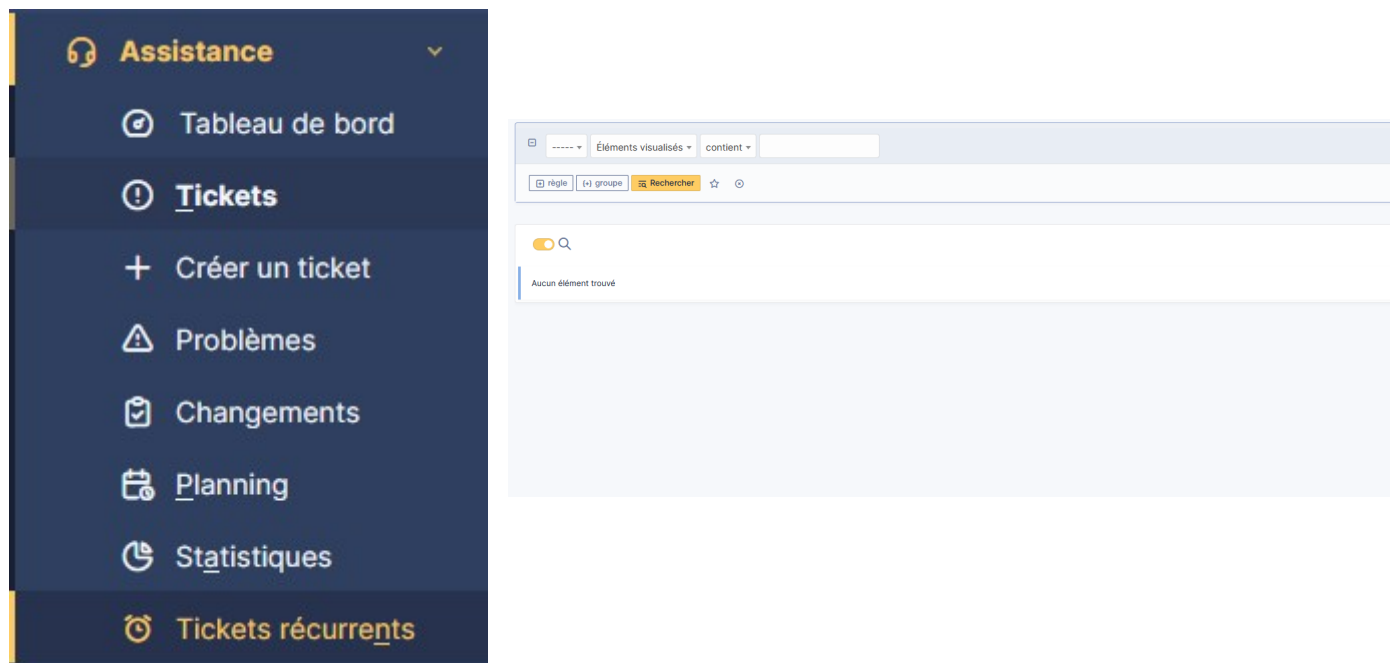 Assistance
Tableau de bord
Tickets
Créer un ticket
Problèmes
Changements
Planning
Statistiques
Tickets récurrents
----- Éléments visualisés contient
règle (+) groupe Rechercher
Aucun élément trouvé